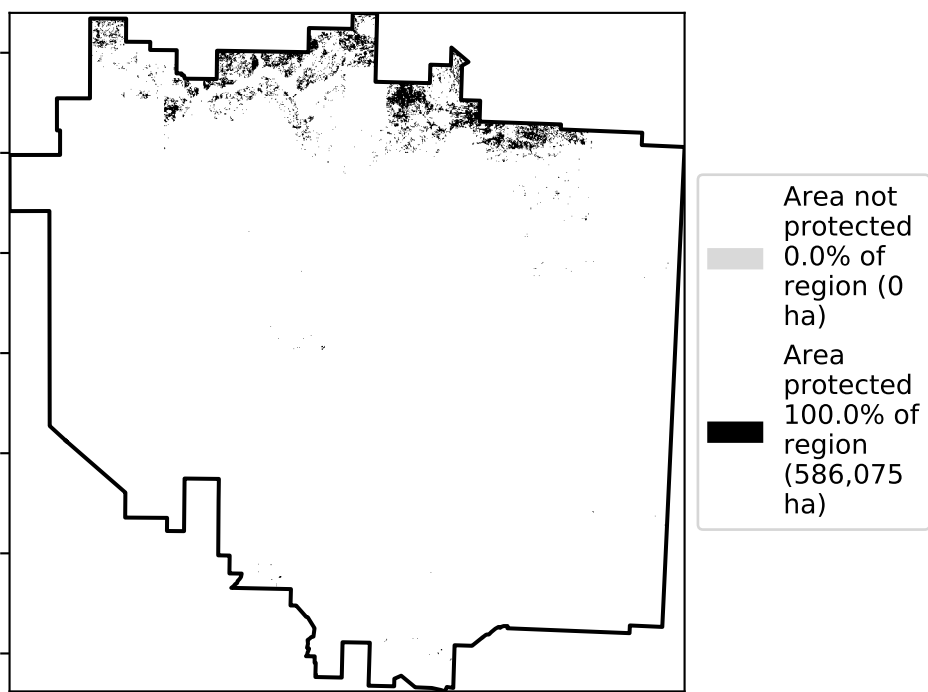 Area not
protected
0.0% of
region (0
ha)
Area
protected
100.0% of
region
(586,075
ha)